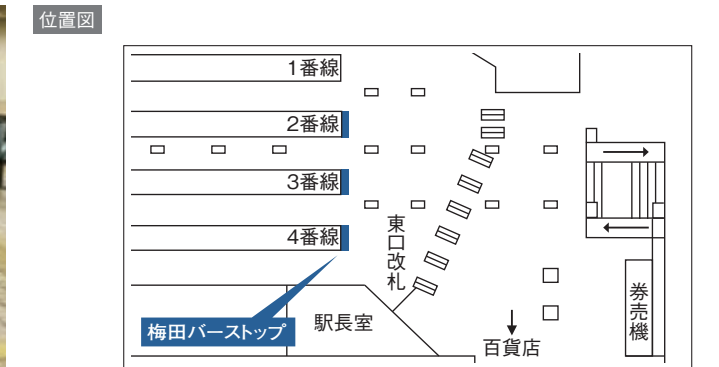 位置図
1番線
2番線
3番線
4番線
東口改札
梅田バーストップ
駅長室
百貨店
券売機